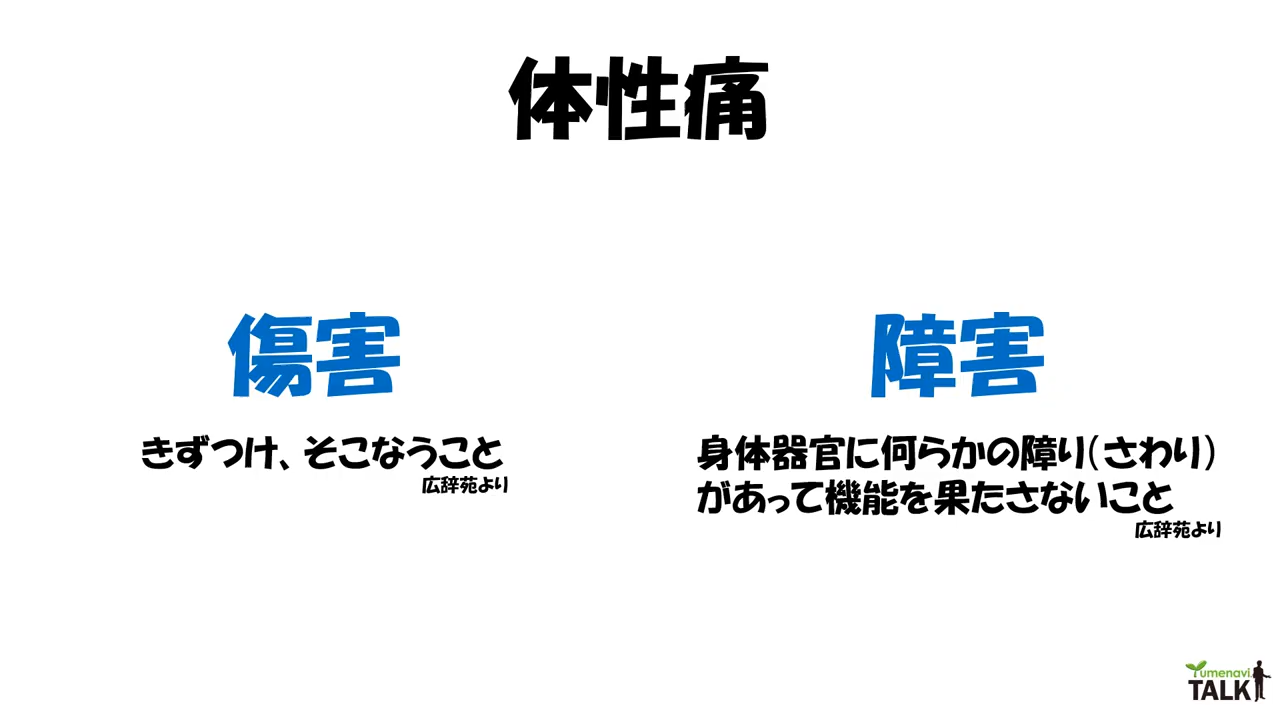 体性痛
傷害
きずつけ、そこなうこと
広辞苑より
障害
身体器官に何らかの障り(さわり)
があって機能を果たさないこと
広辞苑より
Yumenavi
TALK